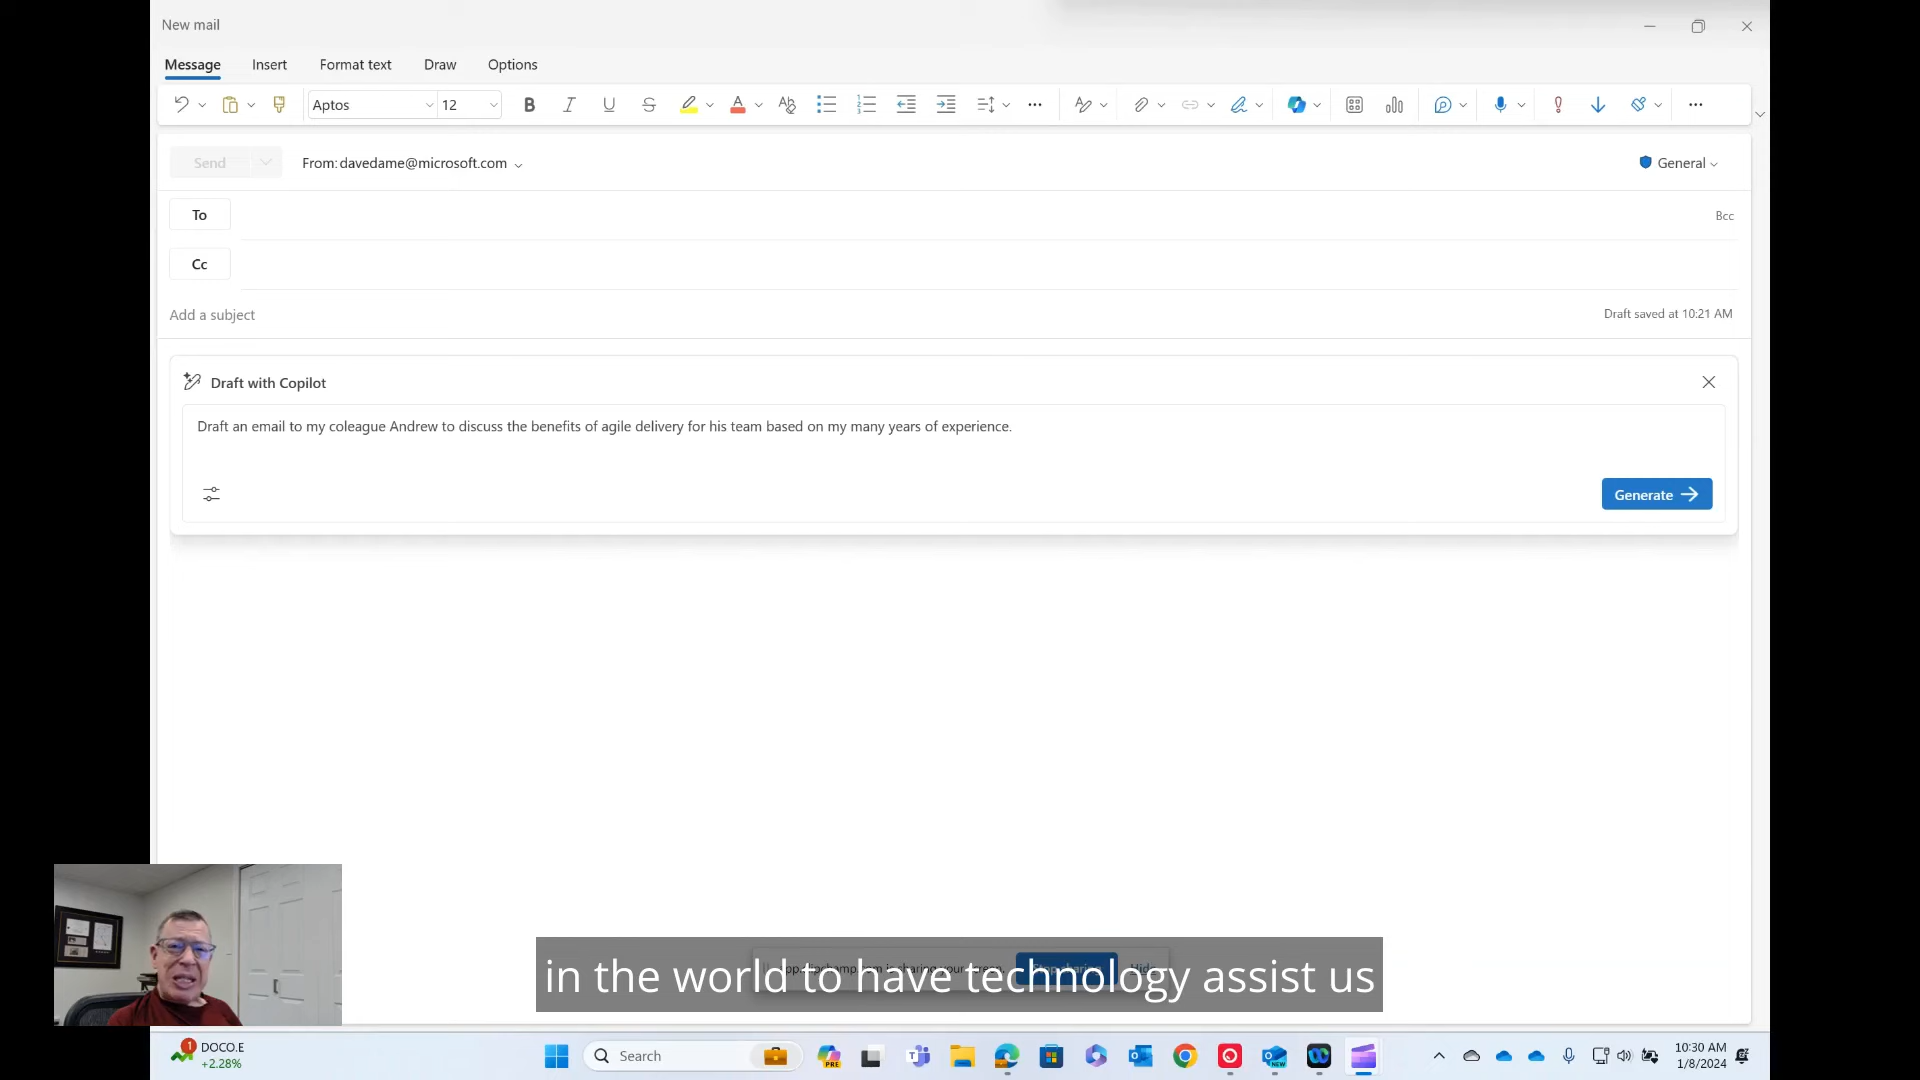 New mail
Message Insert Format text Draw Options
Aptos 12
Send From: davedame@microsoft.com General
To Bcc
Cc
Add a subject Draft saved at 10:21 AM
Draft with Copilot
Draft an email to my coleague Andrew to discuss the benefits of agile delivery for his team based on my many years of experience.
Generate
in the world to have technology assist us
1 DOCO.E
+2.28%
Search
PRE
NEW
10:30 AM
1/8/2024